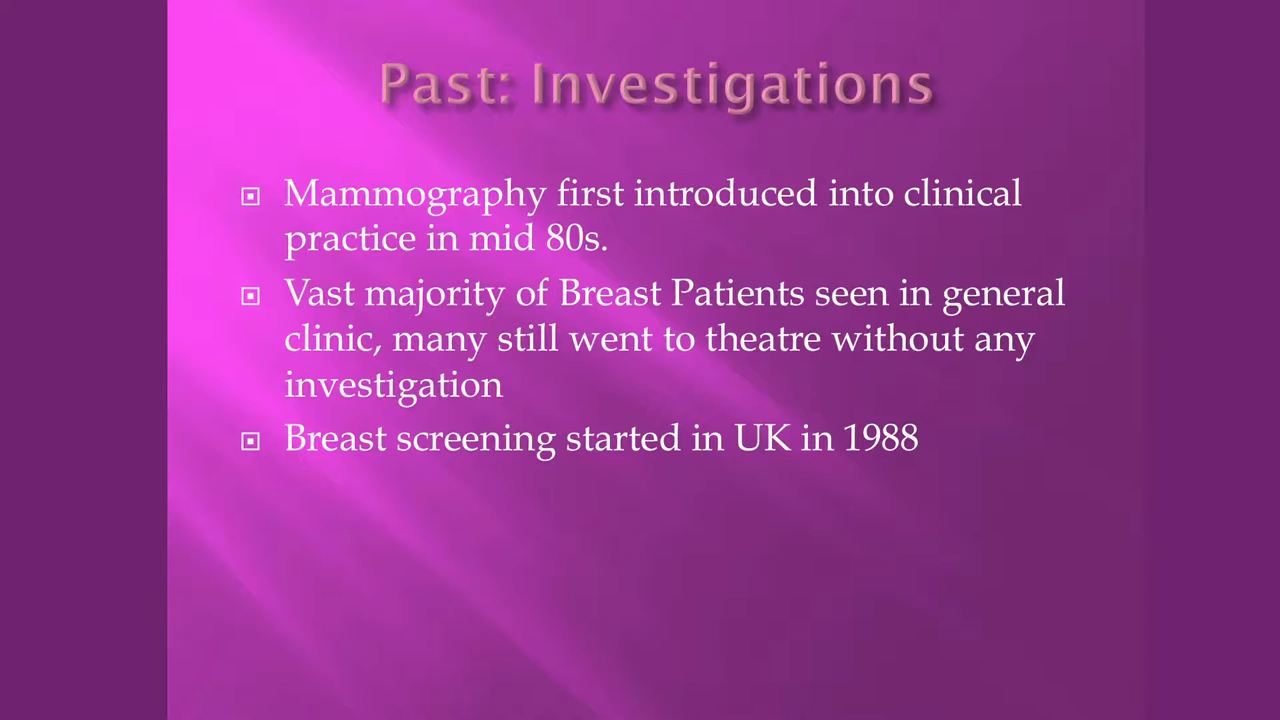 Past: Investigations
Mammography first introduced into clinical
practice in mid 80s.
Vast majority of Breast Patients seen in general
clinic, many still went to theatre without any
investigation
Breast screening started in UK in 1988